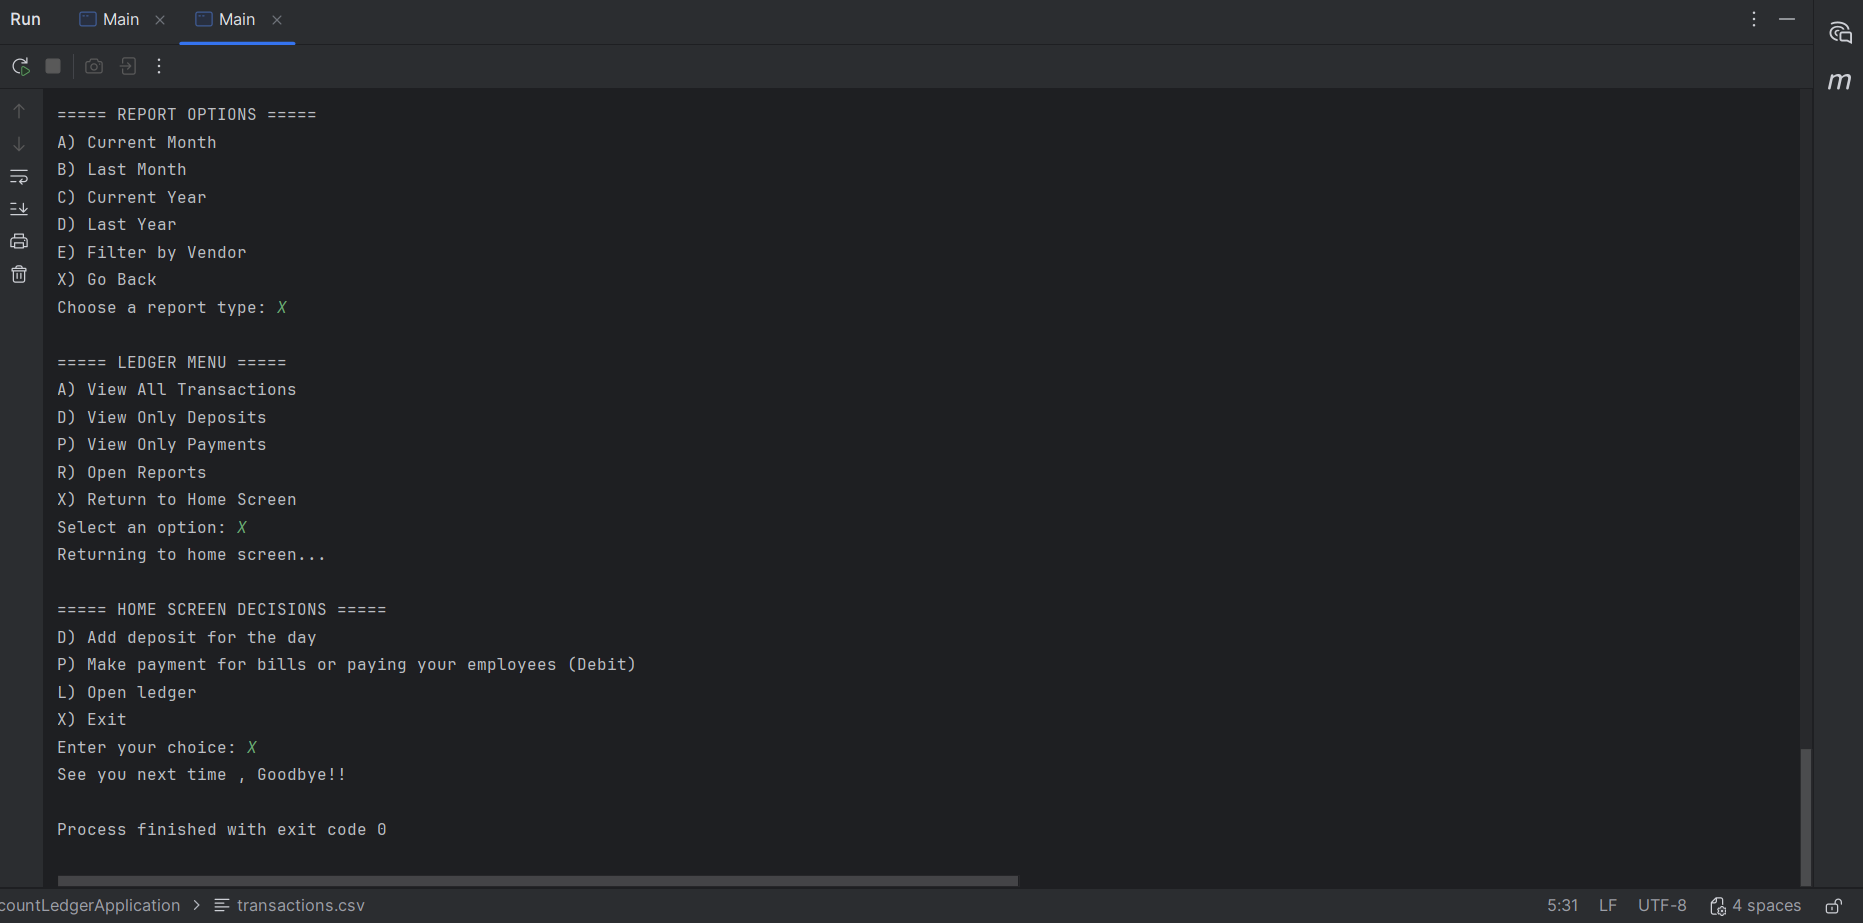 Run Main Main
===== REPORT OPTIONS =====
A) Current Month
B) Last Month
C) Current Year
D) Last Year
E) Filter by Vendor
X) Go Back
Choose a report type: X
===== LEDGER MENU =====
A) View All Transactions
D) View Only Deposits
P) View Only Payments
R) Open Reports
X) Return to Home Screen
Select an option: X
Returning to home screen...
===== HOME SCREEN DECISIONS =====
D) Add deposit for the day
P) Make payment for bills or paying your employees (Debit)
L) Open ledger
X) Exit
Enter your choice: X
See you next time , Goodbye!!
Process finished with exit code 0
countLedgerApplication > transactions.csv 5:31 LF UTF-8 4 spaces
m